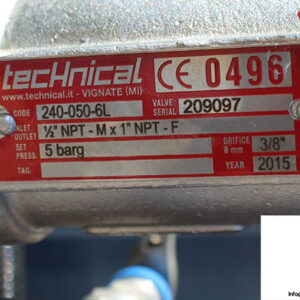 tecHnical CE 0496
www.technical.it - VIGNATE (MI)
CODE 240-050-6L VALVE SERIAL 209097
INLET OUTLET ½" NPT - M x 1" NPT - F
SET PRESS. 5 barg ORIFICE Ø mm 3/8"
TAG. YEAR 2015